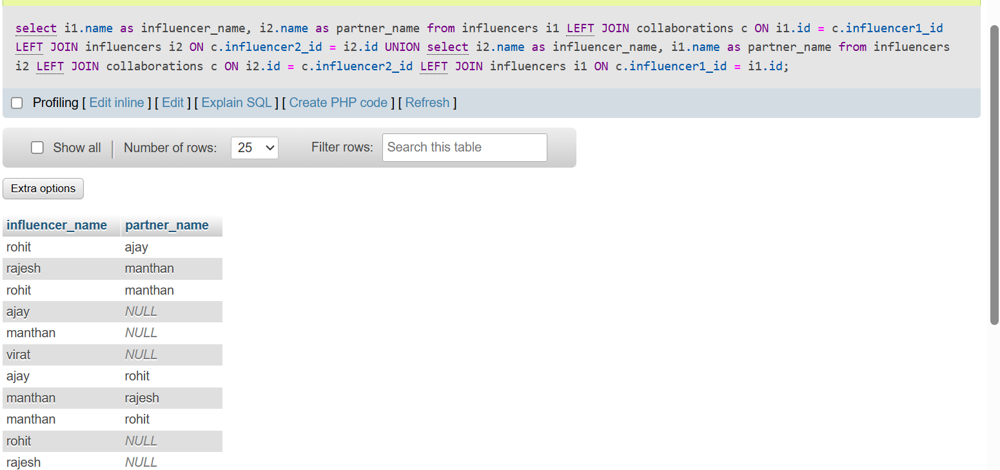 select i1.name as influencer_name, i2.name as partner_name from influencers i1 LEFT JOIN collaborations c ON i1.id = c.influencer1_id
LEFT JOIN influencers i2 ON c.influencer2_id = i2.id UNION select i2.name as influencer_name, i1.name as partner_name from influencers
i2 LEFT JOIN collaborations c ON i2.id = c.influencer2_id LEFT JOIN influencers i1 ON c.influencer1_id = i1.id;
Profiling [ Edit inline ] [ Edit ] [ Explain SQL ] [ Create PHP code ] [ Refresh ]
Show all Number of rows: 25 Filter rows: Search this table
Extra options
influencer_name partner_name
rohit ajay
rajesh manthan
rohit manthan
ajay NULL
manthan NULL
virat NULL
ajay rohit
manthan rajesh
manthan rohit
rohit NULL
rajesh NULL